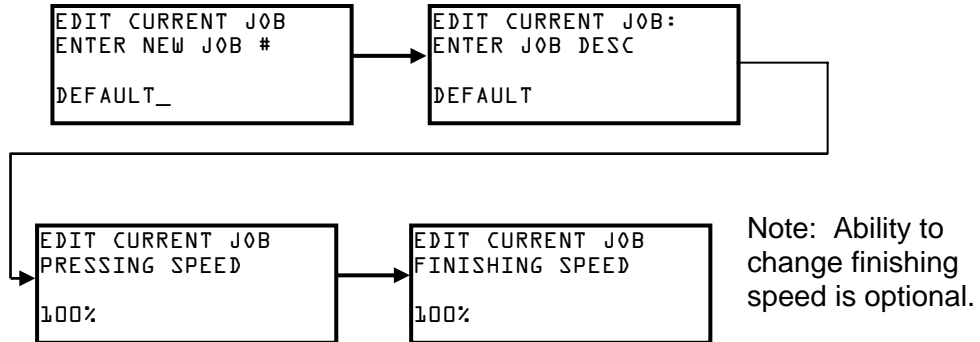 EDIT CURRENT JOB
ENTER NEW JOB #
DEFAULT_
EDIT CURRENT JOB:
ENTER JOB DESC
DEFAULT
EDIT CURRENT JOB
PRESSING SPEED
100%
EDIT CURRENT JOB
FINISHING SPEED
100%
Note: Ability to
change finishing
speed is optional.